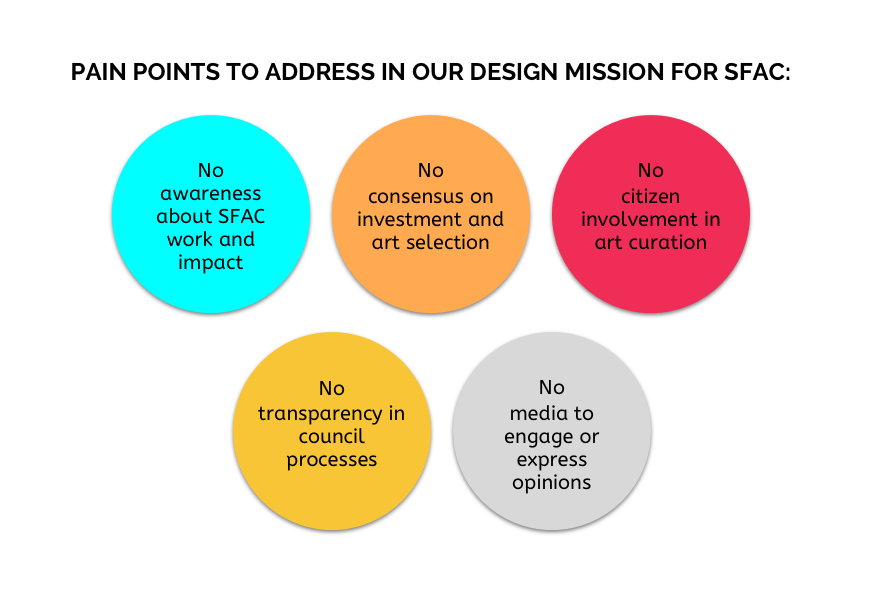 PAIN POINTS TO ADDRESS IN OUR DESIGN MISSION FOR SFAC:
No
awareness
about SFAC
work and
impact
No
consensus on
investment and
art selection
No
citizen
involvement in
art curation
No
transparency in
council
processes
No
media to
engage or
express
opinions